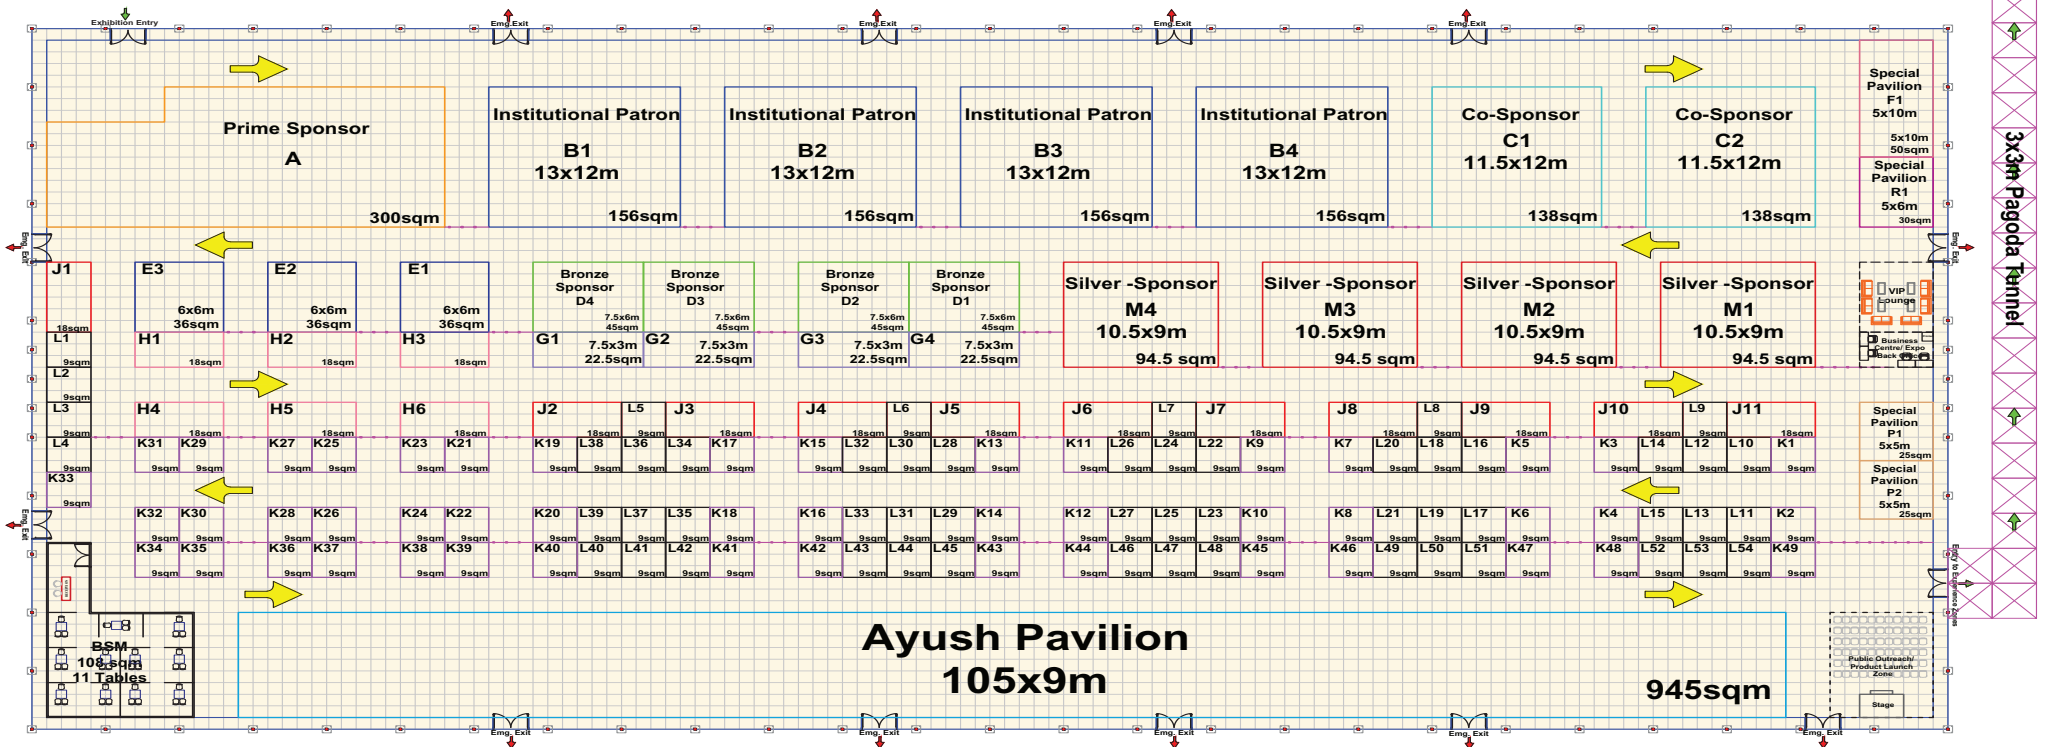 Exhibition Entry
Emg.Exit
Emg.Exit
Emg.Exit
Emg.Exit
Prime Sponsor
A
300sqm
Institutional Patron
B1
13x12m
156sqm
Institutional Patron
B2
13x12m
156sqm
Institutional Patron
B3
13x12m
156sqm
Institutional Patron
B4
13x12m
156sqm
Co-Sponsor
C1
11.5x12m
138sqm
Co-Sponsor
C2
11.5x12m
138sqm
Special
Pavilion
F1
5x10m
5x10m
50sqm
Special
Pavilion
R1
5x6m
30sqm
3x3m Pagoda Tunnel
Emg. Exit
Emg. Exit
J1
18sqm
E3
6x6m
36sqm
E2
6x6m
36sqm
E1
6x6m
36sqm
Bronze
Sponsor
D4
7.5x6m
45sqm
Bronze
Sponsor
D3
7.5x6m
45sqm
Bronze
Sponsor
D2
7.5x6m
45sqm
Bronze
Sponsor
D1
7.5x6m
45sqm
Silver -Sponsor
M4
10.5x9m
94.5 sqm
Silver -Sponsor
M3
10.5x9m
94.5 sqm
Silver -Sponsor
M2
10.5x9m
94.5 sqm
Silver -Sponsor
M1
10.5x9m
94.5 sqm
VIP
Lounge
Business
Centre/ Expo
Back Office
L1
9sqm
H1
18sqm
H2
18sqm
H3
18sqm
G1
7.5x3m
22.5sqm
G2
7.5x3m
22.5sqm
G3
7.5x3m
22.5sqm
G4
7.5x3m
22.5sqm
L2
9sqm
L3
9sqm
H4
18sqm
H5
18sqm
H6
18sqm
J2
18sqm
L5
9sqm
J3
18sqm
J4
18sqm
L6
9sqm
J5
18sqm
J6
18sqm
L7
9sqm
J7
18sqm
J8
18sqm
L8
9sqm
J9
18sqm
J10
18sqm
L9
9sqm
J11
18sqm
Special
Pavilion
P1
5x5m
25sqm
L4
9sqm
K31
9sqm
K29
9sqm
K27
9sqm
K25
9sqm
K23
9sqm
K21
9sqm
K19
9sqm
L38
9sqm
L36
9sqm
L34
9sqm
K17
9sqm
K15
9sqm
L32
9sqm
L30
9sqm
L28
9sqm
K13
9sqm
K11
9sqm
L26
9sqm
L24
9sqm
L22
9sqm
K9
9sqm
K7
9sqm
L20
9sqm
L18
9sqm
L16
9sqm
K5
9sqm
K3
9sqm
L14
9sqm
L12
9sqm
L10
9sqm
K1
9sqm
Special
Pavilion
P2
5x5m
25sqm
K33
9sqm
Emg. Exit
K32
9sqm
K30
9sqm
K28
9sqm
K26
9sqm
K24
9sqm
K22
9sqm
K20
9sqm
L39
9sqm
L37
9sqm
L35
9sqm
K18
9sqm
K16
9sqm
L33
9sqm
L31
9sqm
L29
9sqm
K14
9sqm
K12
9sqm
L27
9sqm
L25
9sqm
L23
9sqm
K10
9sqm
K8
9sqm
L21
9sqm
L19
9sqm
L17
9sqm
K6
9sqm
K4
9sqm
L15
9sqm
L13
9sqm
L11
9sqm
K2
9sqm
K34
9sqm
K35
9sqm
K36
9sqm
K37
9sqm
K38
9sqm
K39
9sqm
K40
9sqm
L40
9sqm
L41
9sqm
L42
9sqm
K41
9sqm
K42
9sqm
L43
9sqm
L44
9sqm
L45
9sqm
K43
9sqm
K44
9sqm
L46
9sqm
L47
9sqm
L48
9sqm
K45
9sqm
K46
9sqm
L49
9sqm
L50
9sqm
L51
9sqm
K47
9sqm
K48
9sqm
L52
9sqm
L53
9sqm
L54
9sqm
K49
9sqm
Entry to Experience Zones
BSM
108 sqm
11 Tables
Ayush Pavilion
105x9m
945sqm
Public Outreach/
Product Launch
Zone
Stage
Emg. Exit
Emg. Exit
Emg. Exit
Emg. Exit
Emg. Exit